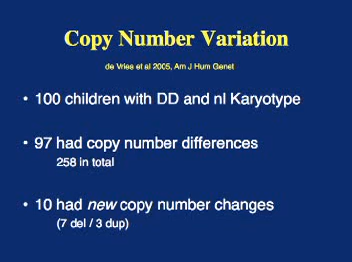 Copy Number Variation
de Vries et al 2005, Am J Hum Genet
• 100 children with DD and nl Karyotype
• 97 had copy number differences
258 in total
• 10 had new copy number changes
(7 del / 3 dup)